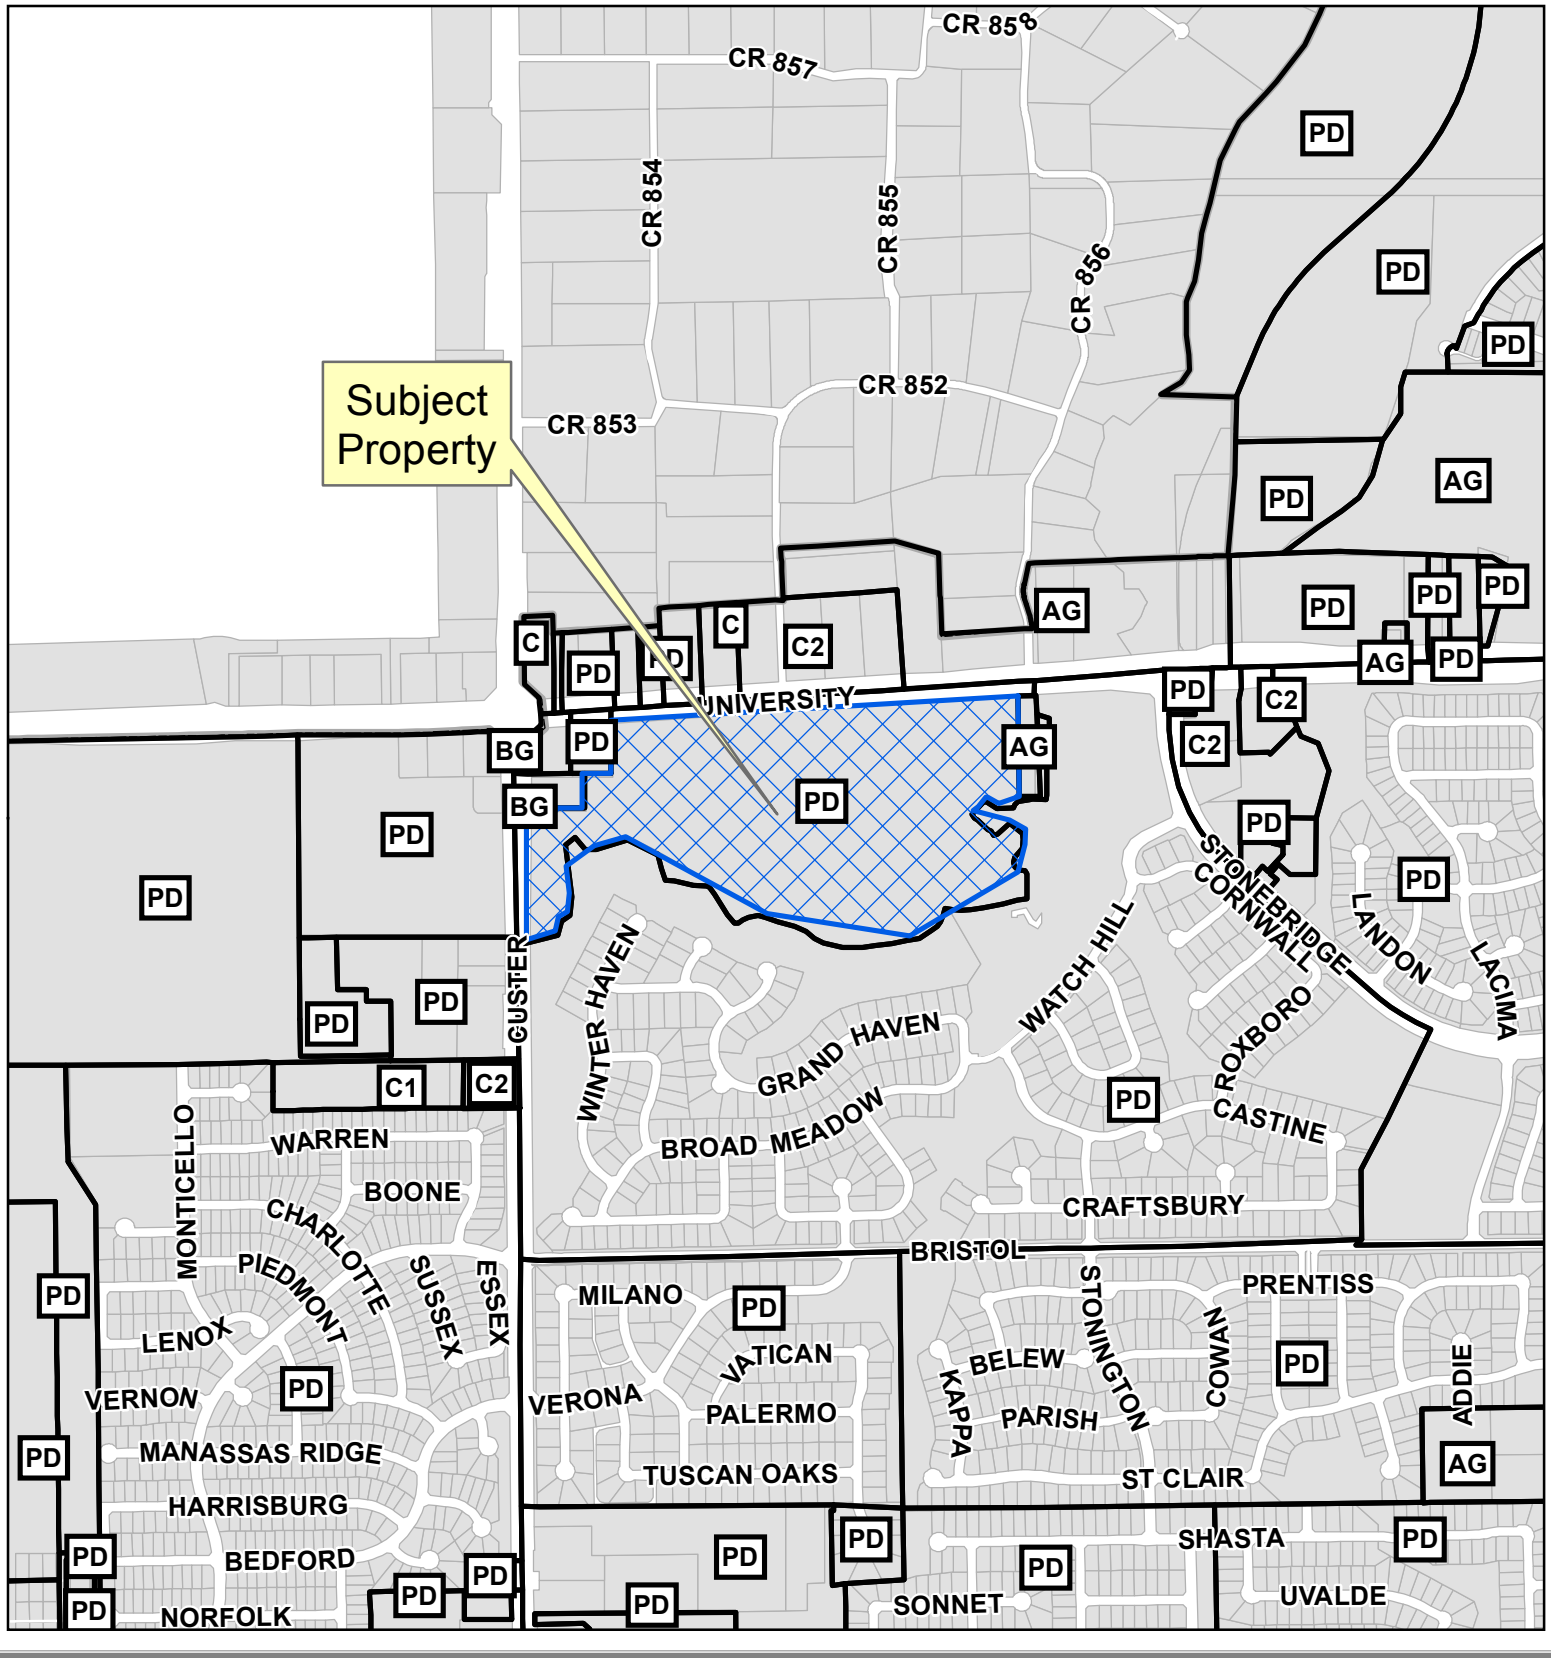 CR 858
CR 857
PD
CR 854
CR 855
CR 856
PD
PD
CR 852
CR 853
Subject
Property
AG
PD
C
PD
PD
C
C2
AG
PD
PD
PD
AG
PD
UNIVERSITY
PD
C2
BG
PD
AG
C2
BG
PD
PD
PD
PD
PD
STONEBRIDGE
CORNWALL
LANDON
LACIMA
WATCH HILL
WINTER HAVEN
CUSTER
PD
PD
GRAND HAVEN
ROXBORO
C1
C2
PD
CASTINE
BROAD MEADOW
MONTICELLO
WARREN
BOONE
CHARLOTTE
CRAFTSBURY
BRISTOL
PIEDMONT
SUSSEX
ESSEX
PD
MILANO
PD
STONINGTON
PRENTISS
LENOX
VATICAN
BELEW
COWAN
PD
ADDIE
PD
VERNON
VERONA
PALERMO
KAPPA
PARISH
PD
MANASSAS RIDGE
TUSCAN OAKS
ST CLAIR
AG
HARRISBURG
PD
SHASTA
PD
PD
BEDFORD
PD
PD
PD
PD
PD
NORFOLK
PD
SONNET
UVALDE